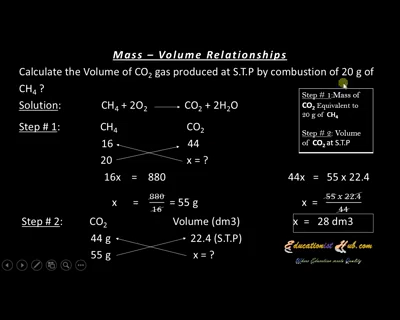 Mass – Volume Relationships
Calculate the Volume of CO₂ gas produced at S.T.P by combustion of 20 g of
CH₄ ?
Solution: CH₄ + 2O₂ ⟶ CO₂ + 2H₂O
Step # 1: CH₄ CO₂
16 44
20 x = ?
16x = 880
x = 880/16 = 55 g
Step # 2: CO₂ Volume (dm3)
44 g 22.4 (S.T.P)
55 g x = ?
Step # 1:Mass of
CO₂ Equivalent to
20 g of CH₄
Step # 2: Volume
of CO₂ at S.T.P
44x = 55 x 22.4
x = 55 x 22.4/44
x = 28 dm3
Educationist Hub.com
Where Education meets Quality